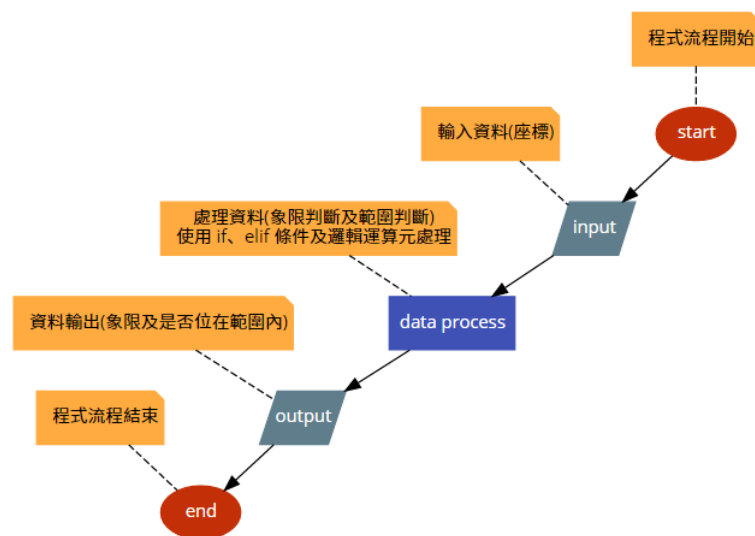 程式流程開始
start
輸入資料(座標)
input
處理資料(象限判斷及範圍判斷)
使用 if、elif 條件及邏輯運算元處理
data process
資料輸出(象限及是否位在範圍內)
output
程式流程結束
end